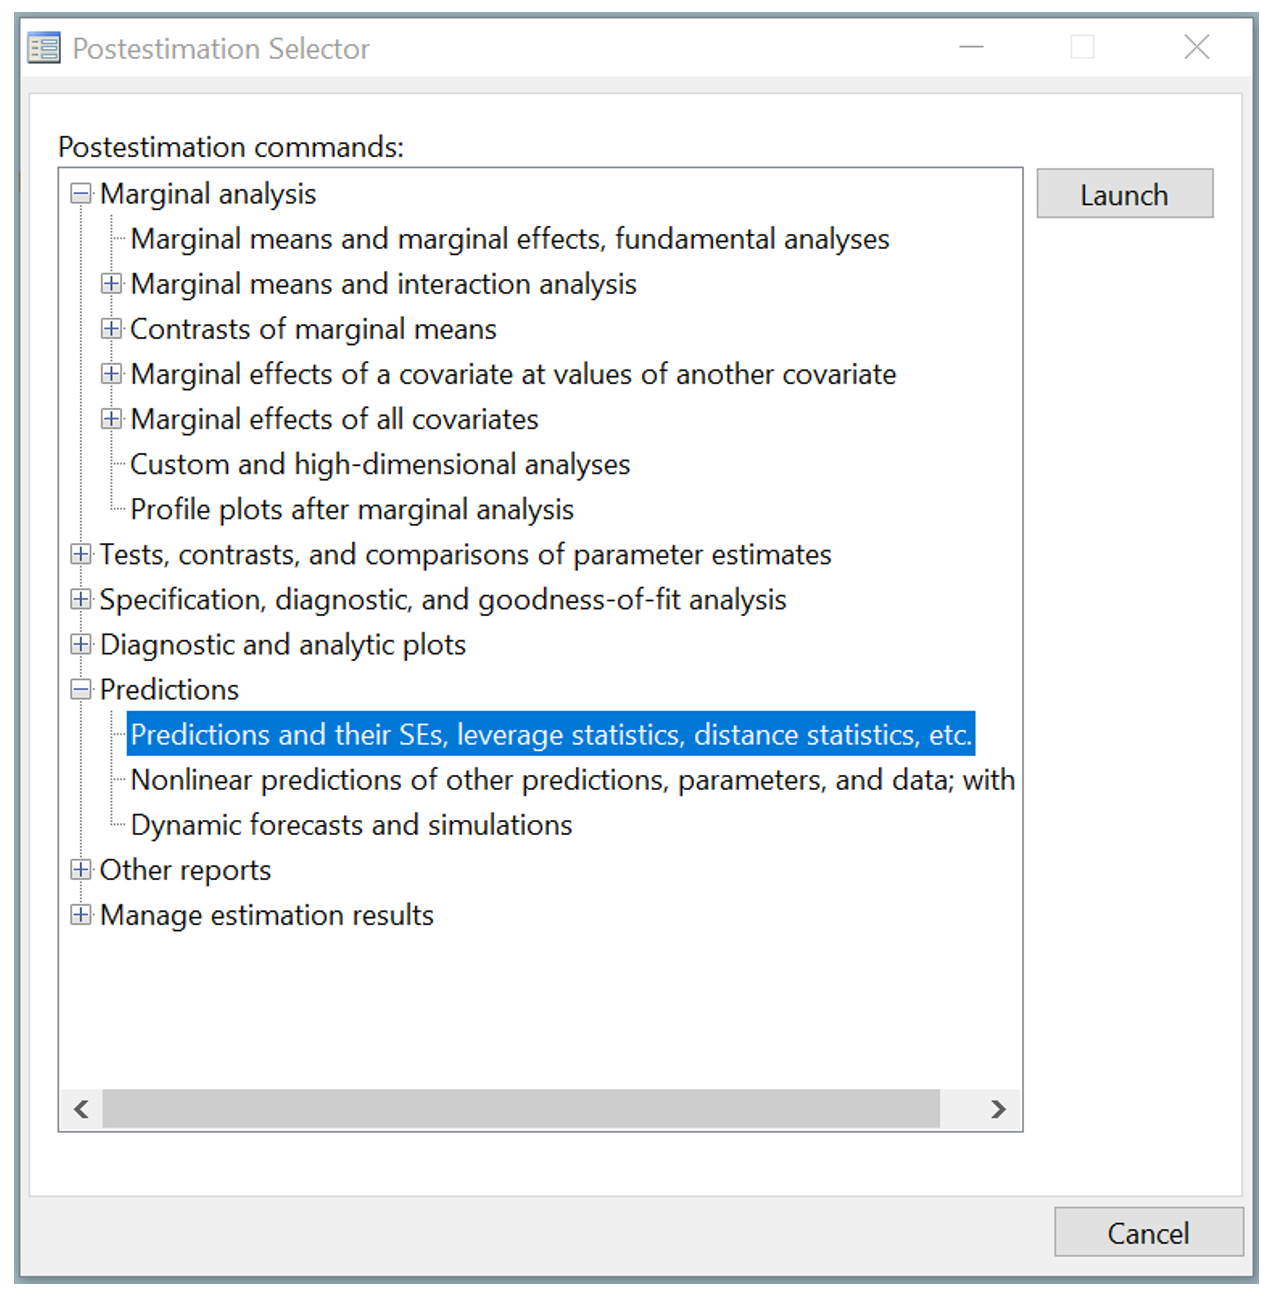 Postestimation Selector
Postestimation commands:
Marginal analysis
Launch
Marginal means and marginal effects, fundamental analyses
Marginal means and interaction analysis
Contrasts of marginal means
Marginal effects of a covariate at values of another covariate
Marginal effects of all covariates
Custom and high-dimensional analyses
Profile plots after marginal analysis
Tests, contrasts, and comparisons of parameter estimates
Specification, diagnostic, and goodness-of-fit analysis
Diagnostic and analytic plots
Predictions
Predictions and their SEs, leverage statistics, distance statistics, etc.
Nonlinear predictions of other predictions, parameters, and data; with
Dynamic forecasts and simulations
Other reports
Manage estimation results
Cancel